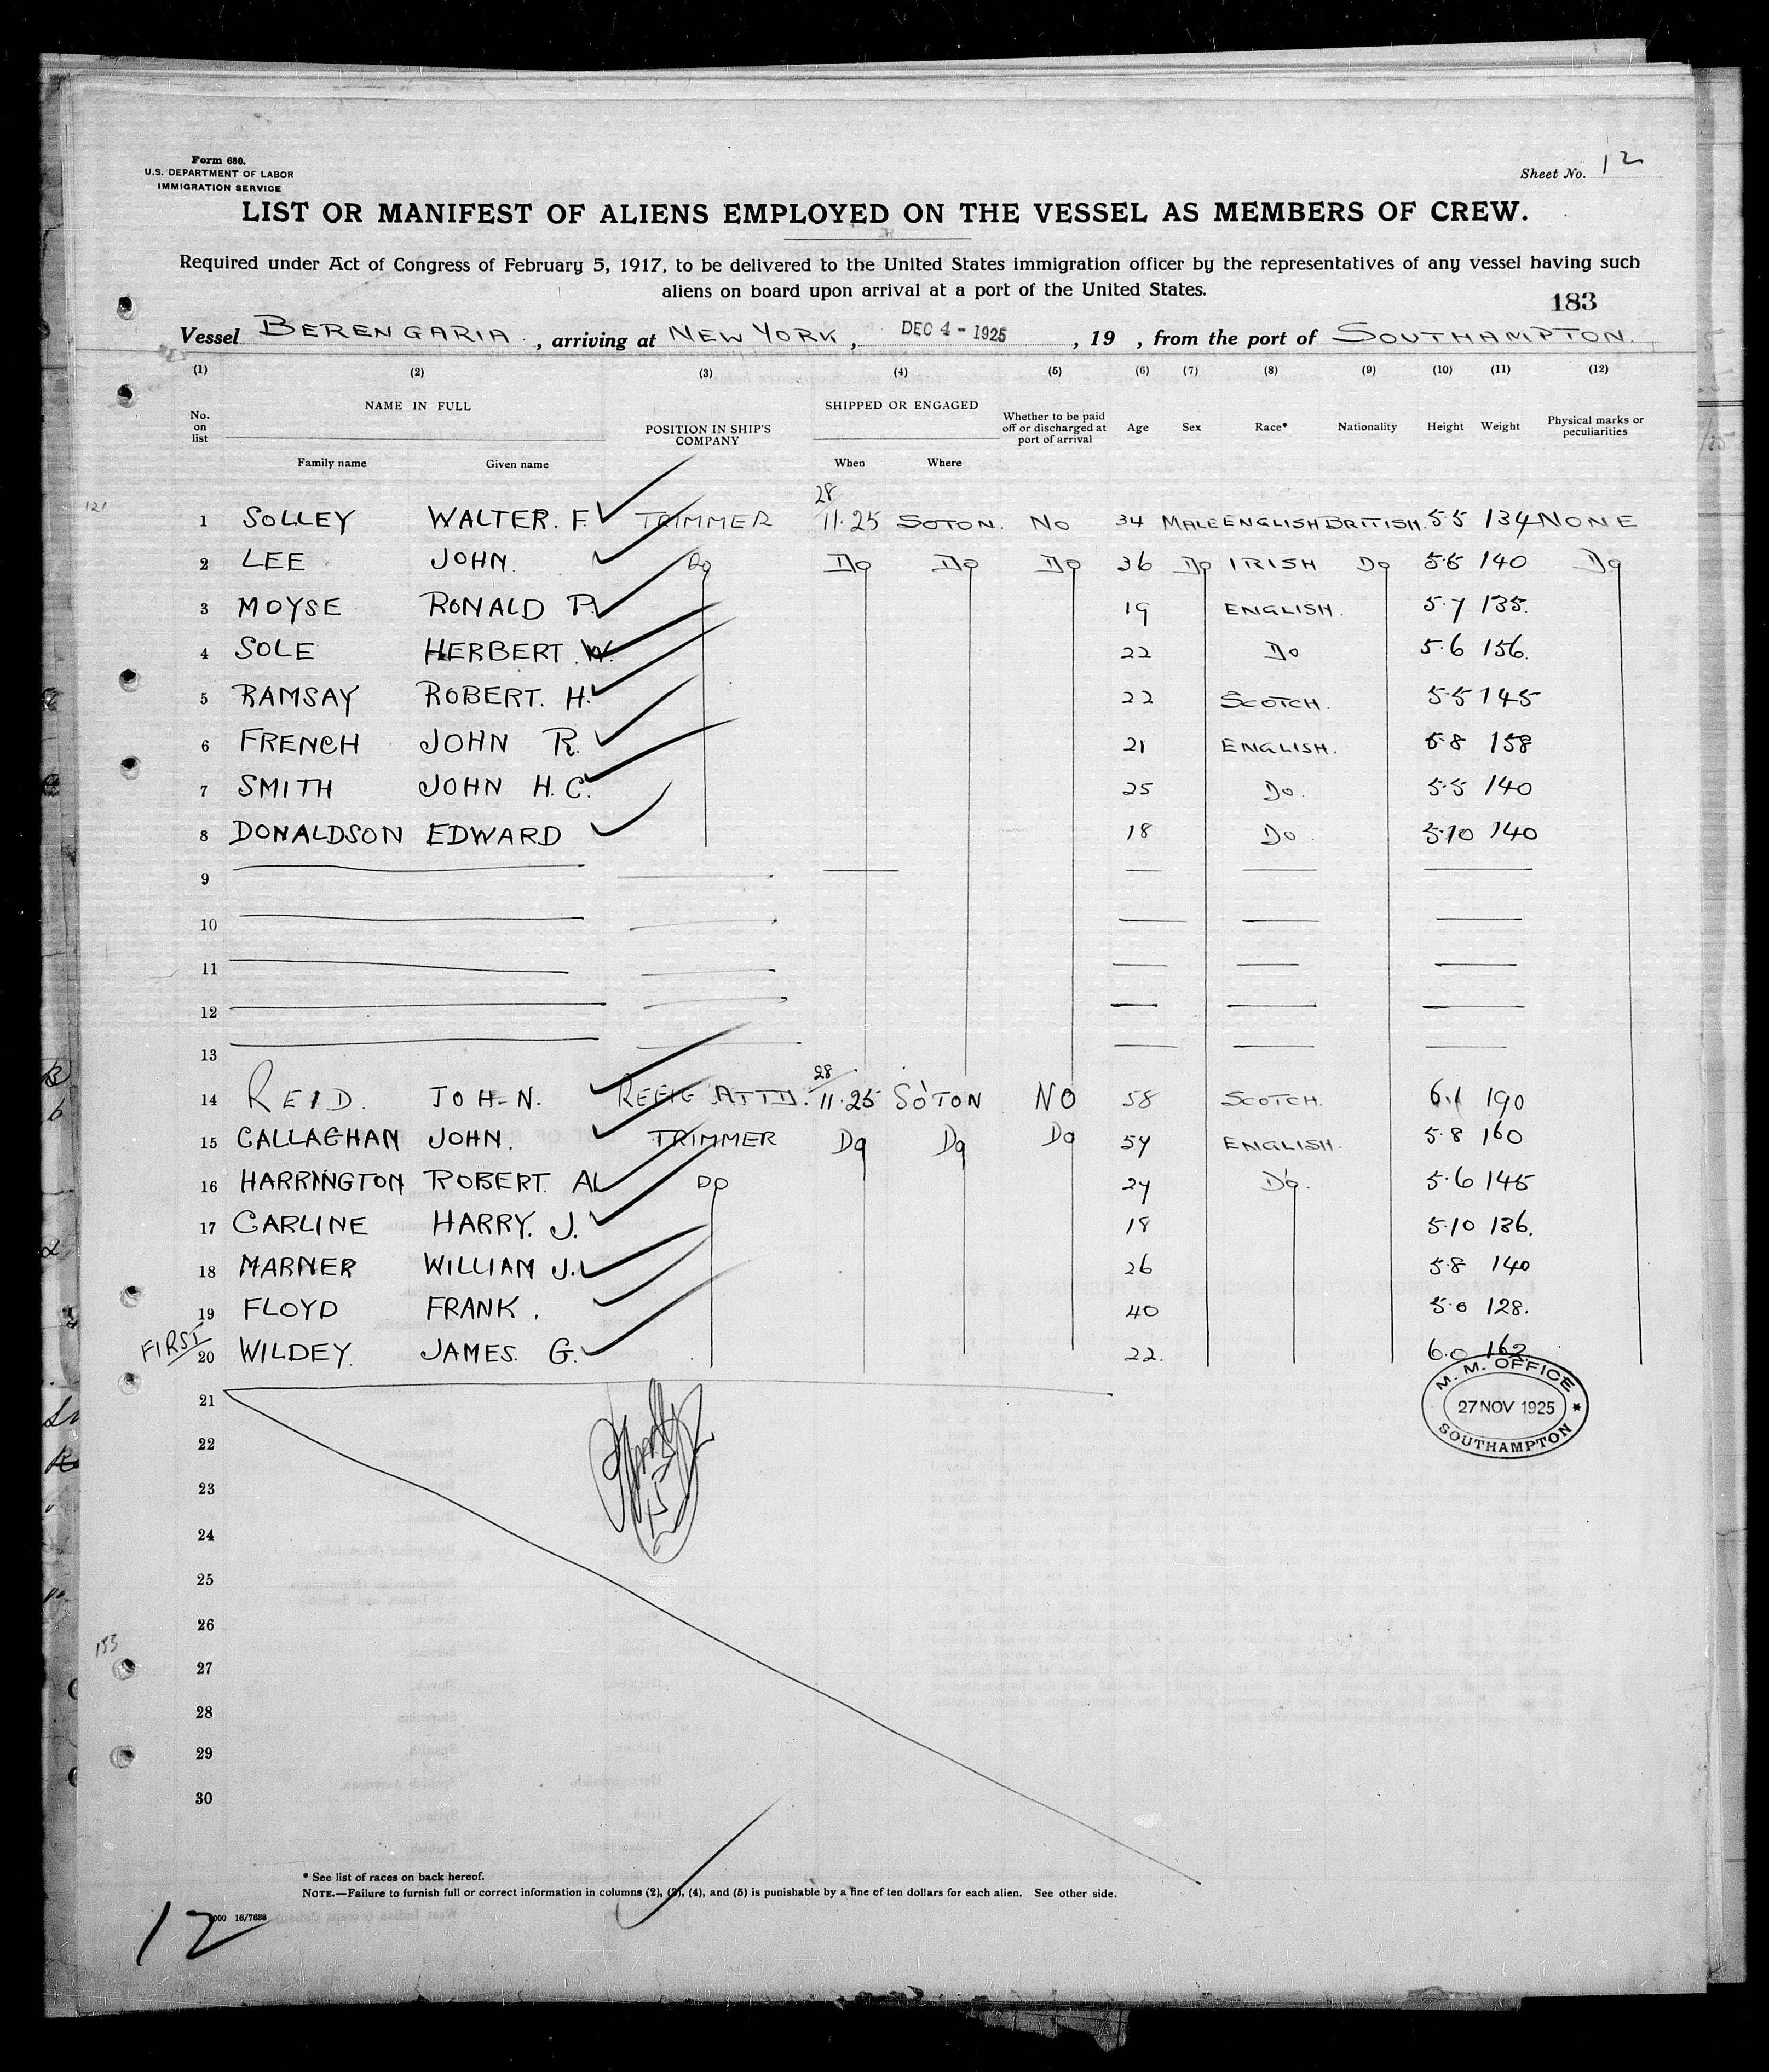 Form 680.
U.S. DEPARTMENT OF LABOR
IMMIGRATION SERVICE
Sheet No. 12
LIST OR MANIFEST OF ALIENS EMPLOYED ON THE VESSEL AS MEMBERS OF CREW.
Required under Act of Congress of February 5, 1917, to be delivered to the United States immigration officer by the representatives of any vessel having such
aliens on board upon arrival at a port of the United States.
183
Vessel BERENGARIA, arriving at NEW YORK, DEC 4 - 1925, 19 , from the port of SOUTHAMPTON.
(1) (2) (3) (4) (5) (6) (7) (8) (9) (10) (11) (12)
No. on list NAME IN FULL POSITION IN SHIP'S COMPANY SHIPPED OR ENGAGED Whether to be paid off or discharged at port of arrival Age Sex Race* Nationality Height Weight Physical marks or peculiarities
Family name Given name When Where
121
1 SOLLEY WALTER. F. TRIMMER 28/11.25 SOTON. NO 34 MALE ENGLISH BRITISH. 5.5 134 NONE
2 LEE JOHN. Do Do Do Do 36 Do IRISH Do 5.5 140 Do
3 MOYSE RONALD P. 19 ENGLISH. 5.7 135.
4 SOLE HERBERT. W. 22 Do 5.6 156.
5 RAMSAY ROBERT. H. 22 SCOTCH. 5.5 145
6 FRENCH JOHN R. 21 ENGLISH. 5.8 158
7 SMITH JOHN H.C. 25 Do. 5.5 140
8 DONALDSON EDWARD 18 Do. 5.10 140
9
10
11
12
13
14 REID. JOHN. REFIG ATTD. 28/11.25 SO'TON NO 58 SCOTCH. 6.1 190
15 CALLAGHAN JOHN. TRIMMER Do Do Do 54 ENGLISH. 5.8 160
16 HARRINGTON ROBERT. A. Do 24 Do. 5.6 145
17 CARLINE HARRY. J. 18 5.10 136.
18 MARNER WILLIAM J. 26 5.8 140
19 FLOYD FRANK. 40 5.0 128.
FIRST
20 WILDEY. JAMES. G. 22. 6.0 162
M. M. OFFICE
27 NOV 1925
SOUTHAMPTON
21
22
23
24
25
26
153
27
28
29
30
* See list of races on back hereof.
NOTE.—Failure to furnish full or correct information in columns (2), (3), (4), and (5) is punishable by a fine of ten dollars for each alien. See other side.
16/7638
12